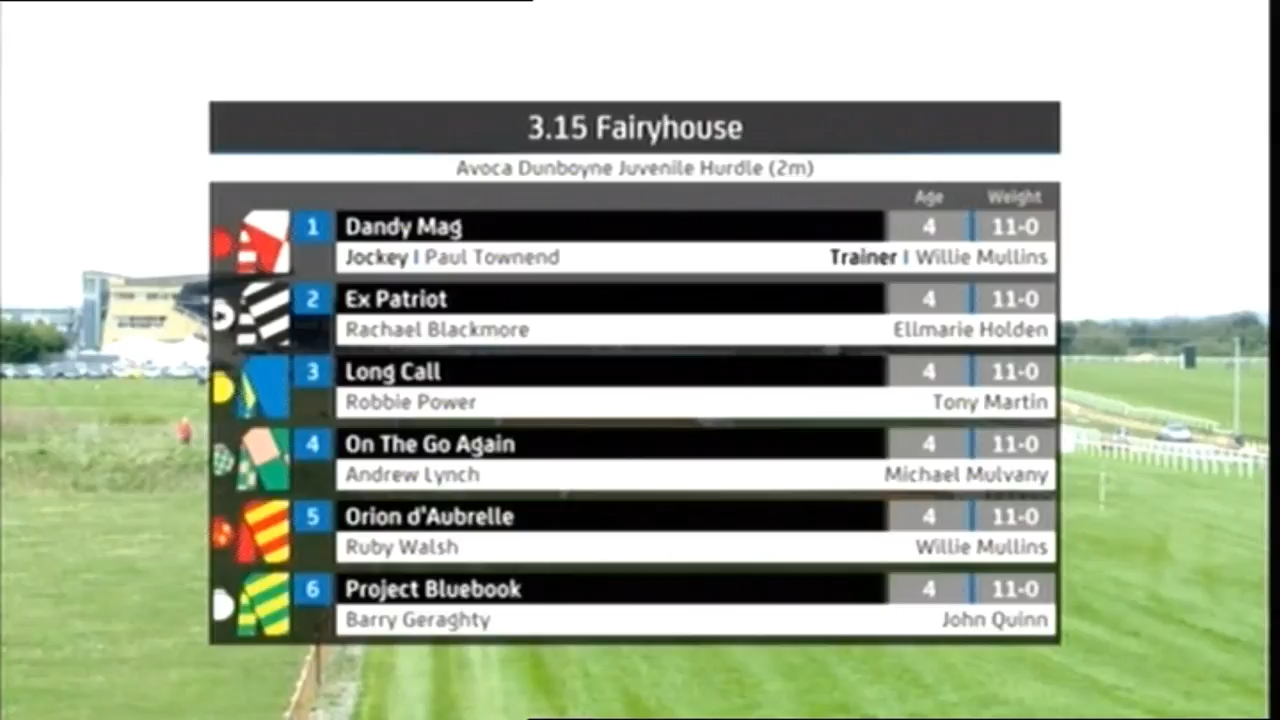 3.15 Fairyhouse
Avoca Dunboyne Juvenile Hurdle (2m)
Age Weight
1 Dandy Mag 4 11-0
Jockey | Paul Townend Trainer | Willie Mullins
2 Ex Patriot 4 11-0
Rachael Blackmore Ellmarie Holden
3 Long Call 4 11-0
Robbie Power Tony Martin
4 On The Go Again 4 11-0
Andrew Lynch Michael Mulvany
5 Orion d'Aubrelle 4 11-0
Ruby Walsh Willie Mullins
6 Project Bluebook 4 11-0
Barry Geraghty John Quinn